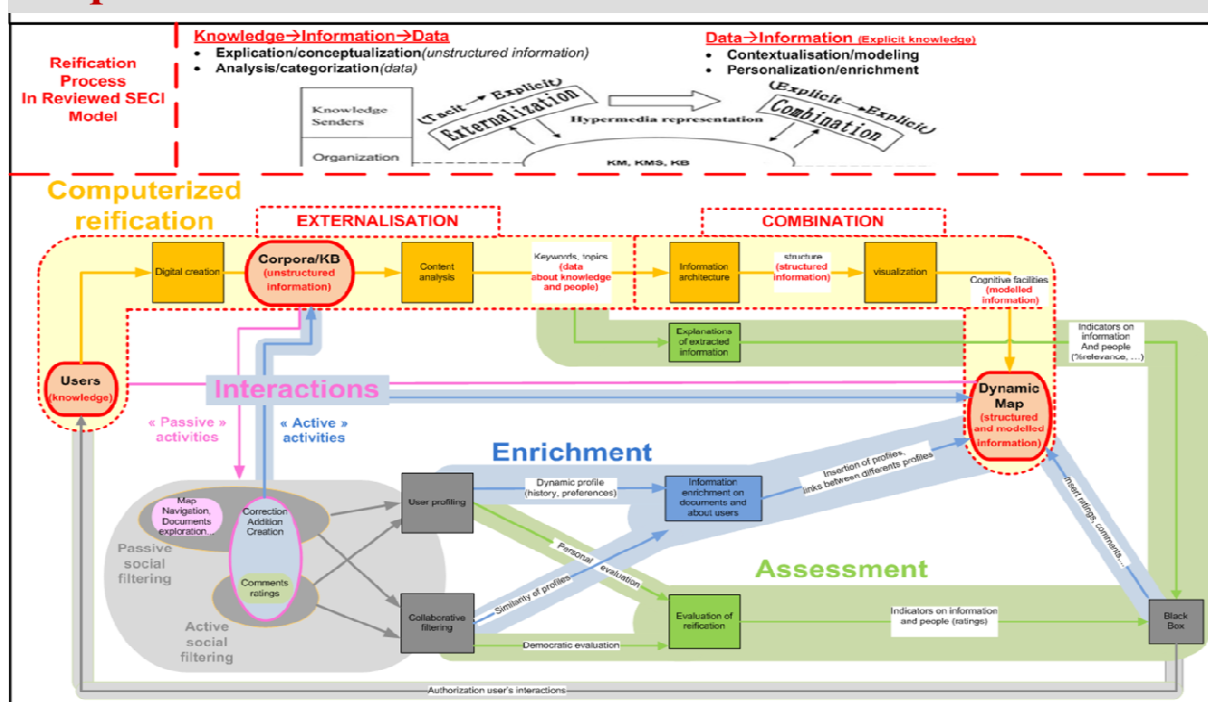 Reification
Process
In Reviewed SECI
Model
Knowledge→Information→Data
• Explication/conceptualization(unstructured information)
• Analysis/categorization(data)
Data→Information (Explicit knowledge)
• Contextualisation/modeling
• Personalization/enrichment
Knowledge
Senders
Organization
(Tacit → Explicit)
Externalization
Hypermedia representation
(Explicit → Explicit)
Combination
KM, KMS, KB
Computerized
reification
EXTERNALISATION
COMBINATION
Digital creation
Corpora/KB
(unstructured
information)
Content
analysis
Keywords, topics
(data
about knowledge
and people)
Information
architecture
structure
(structured
information)
visualization
Cognitive facilities
(modelled
information)
Explanations
of extracted
information
Indicators on
information
And people
(%relevance, ...)
Users
(knowledge)
Interactions
Dynamic
Map
(structured
and modelled
information)
« Passive »
activities
« Active »
activities
Enrichment
Map
Navigation,
Documents
exploration...
Correction
Addition
Creation
Comments
ratings
Passive
social
filtering
Active
social
filtering
User profiling
Dynamic profile
(history, preferences)
Information
enrichment on
documents and
about users
Insertion of profiles,
links between differents profiles
Insert ratings, comments...
Personal evaluation
Similarity of profiles
Assessment
Collaborative
filtering
Democratic evaluation
Evaluation of
reification
Indicators on information
and people (ratings)
Black
Box
Authorization user's interactions